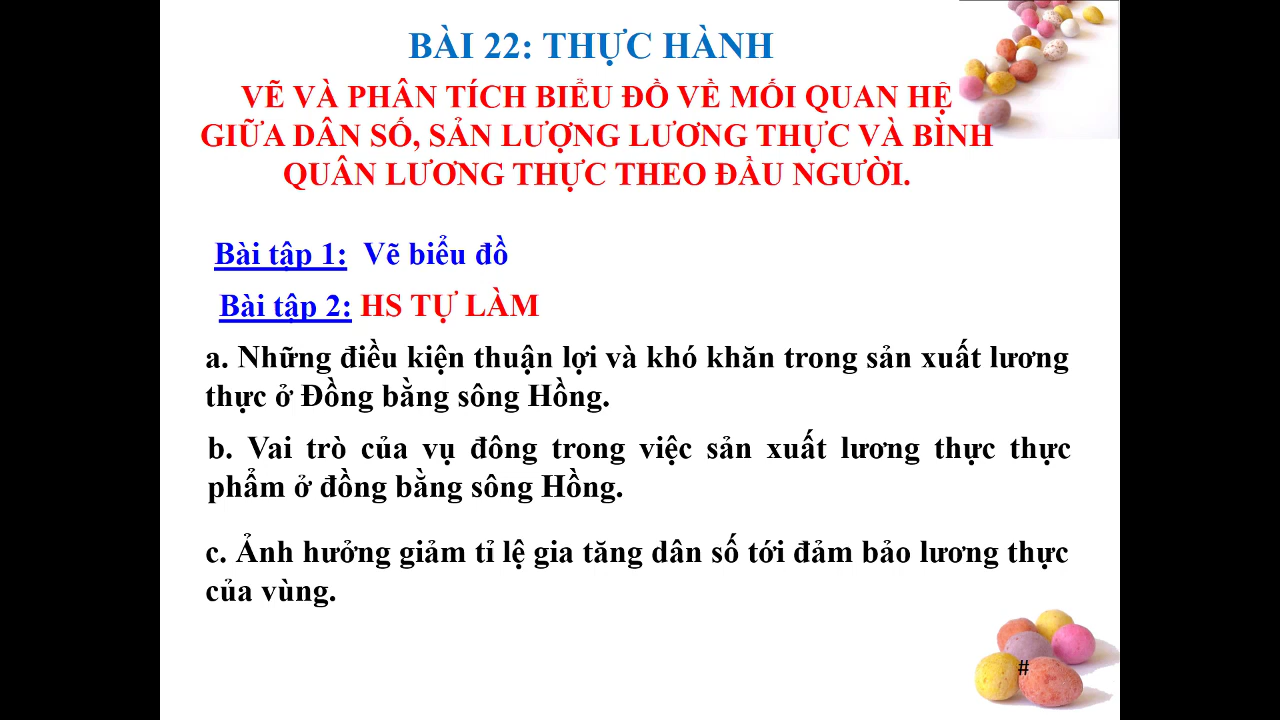 BÀI 22: THỰC HÀNH
VẼ VÀ PHÂN TÍCH BIỂU ĐỒ VỀ MỐI QUAN HỆ
GIỮA DÂN SỐ, SẢN LƯỢNG LƯƠNG THỰC VÀ BÌNH
QUÂN LƯƠNG THỰC THEO ĐẦU NGƯỜI.
Bài tập 1: Vẽ biểu đồ
Bài tập 2: HS TỰ LÀM
a. Những điều kiện thuận lợi và khó khăn trong sản xuất lương
thực ở Đồng bằng sông Hồng.
b. Vai trò của vụ đông trong việc sản xuất lương thực thực
phẩm ở đồng bằng sông Hồng.
c. Ảnh hưởng giảm tỉ lệ gia tăng dân số tới đảm bảo lương thực
của vùng.
#